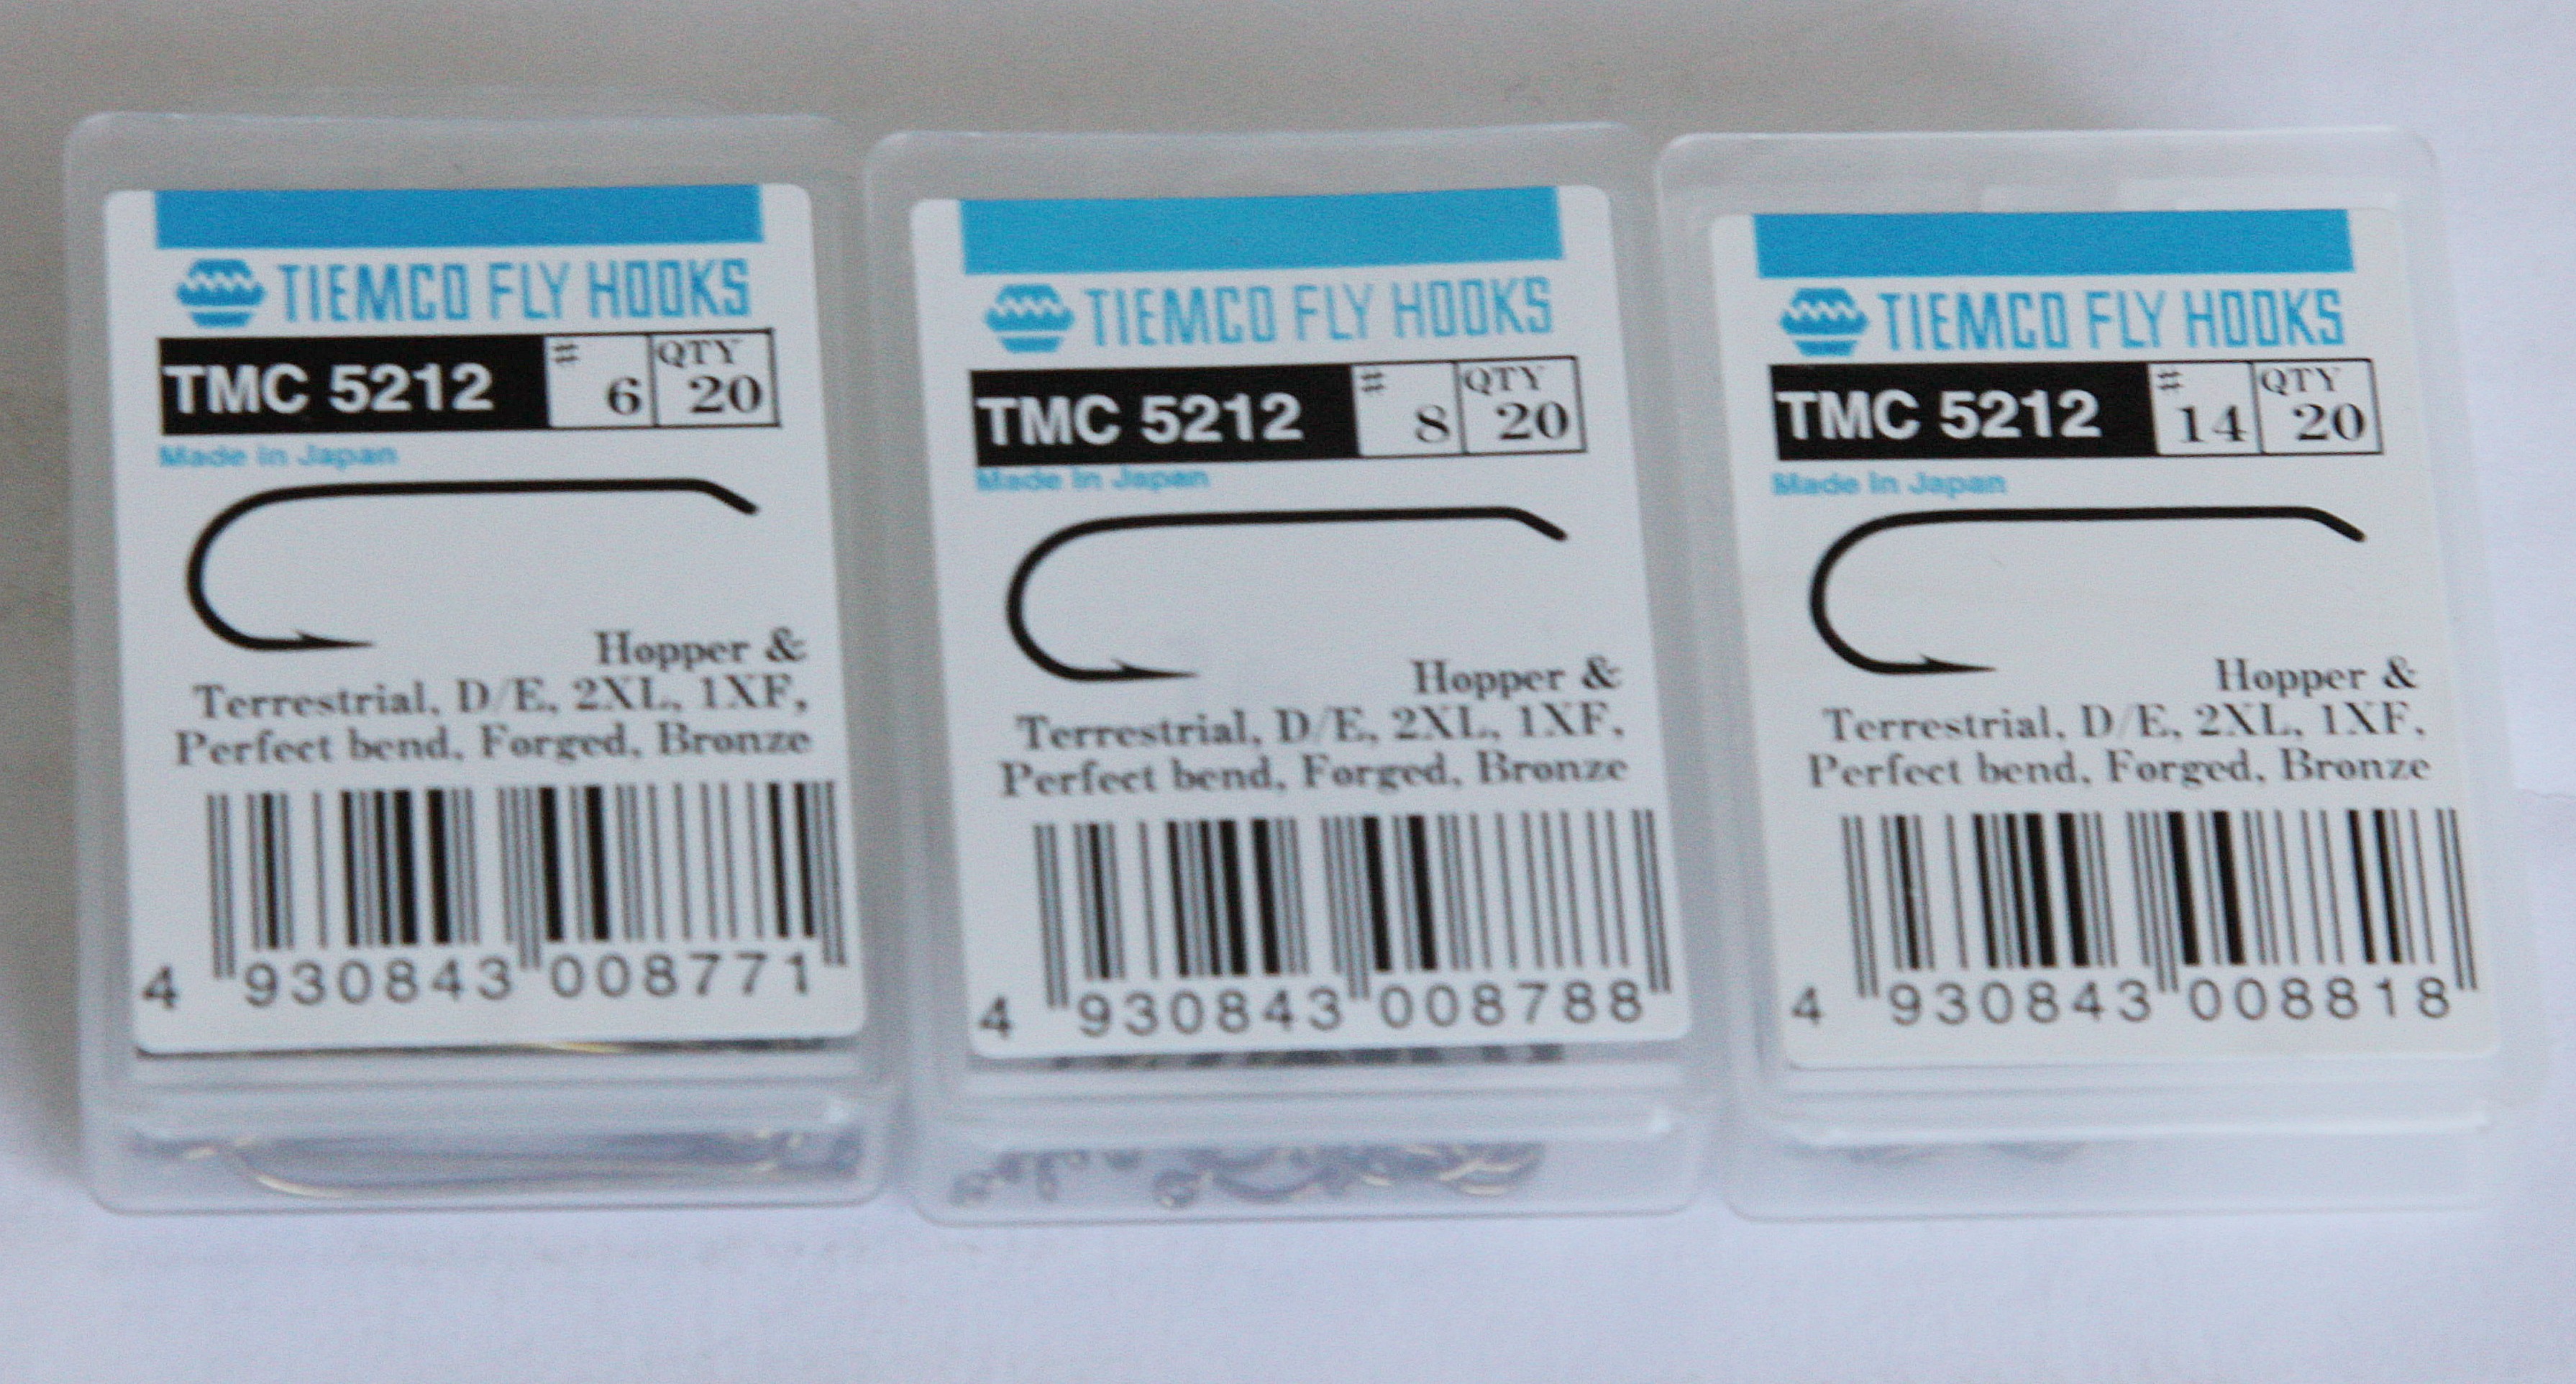 TIEMCO FLY HOOKS
TMC 5212 # 6 QTY 20
Made in Japan
Hopper &
Terrestrial, D/E, 2XL, 1XF,
Perfect bend, Forged, Bronze
4 930843 008771
TIEMCO FLY HOOKS
TMC 5212 # 8 QTY 20
Made in Japan
Hopper &
Terrestrial, D/E, 2XL, 1XF,
Perfect bend, Forged, Bronze
4 930843 008788
TIEMCO FLY HOOKS
TMC 5212 # 14 QTY 20
Made in Japan
Hopper &
Terrestrial, D/E, 2XL, 1XF,
Perfect bend, Forged, Bronze
4 930843 008818